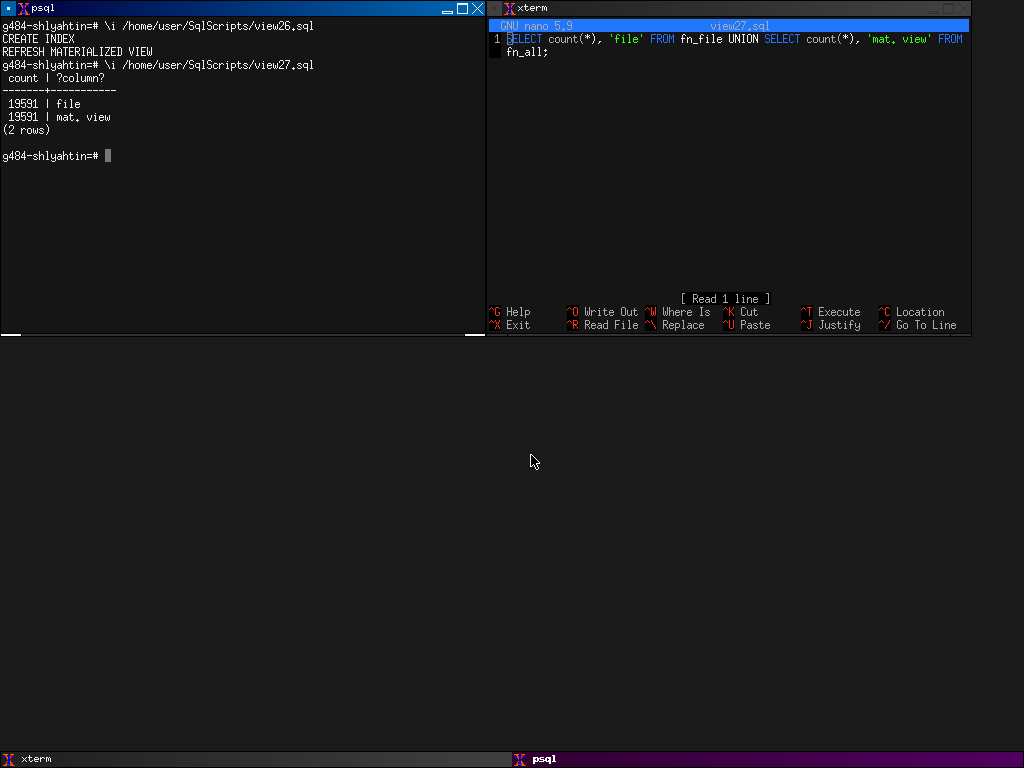 psql
g484-shlyahtin=# \i /home/user/SqlScripts/view26.sql
CREATE INDEX
REFRESH MATERIALIZED VIEW
g484-shlyahtin=# \i /home/user/SqlScripts/view27.sql
 count | ?column?
-------+-----------
 19591 | file
 19591 | mat. view
(2 rows)
g484-shlyahtin=#
xterm
GNU nano 5.9 view27.sql
1 SELECT count(*), 'file' FROM fn_file UNION SELECT count(*), 'mat. view' FROM
fn_all;
[ Read 1 line ]
^G Help ^O Write Out ^W Where Is ^K Cut ^T Execute ^C Location
^X Exit ^R Read File ^\ Replace ^U Paste ^J Justify ^/ Go To Line
xterm
psql